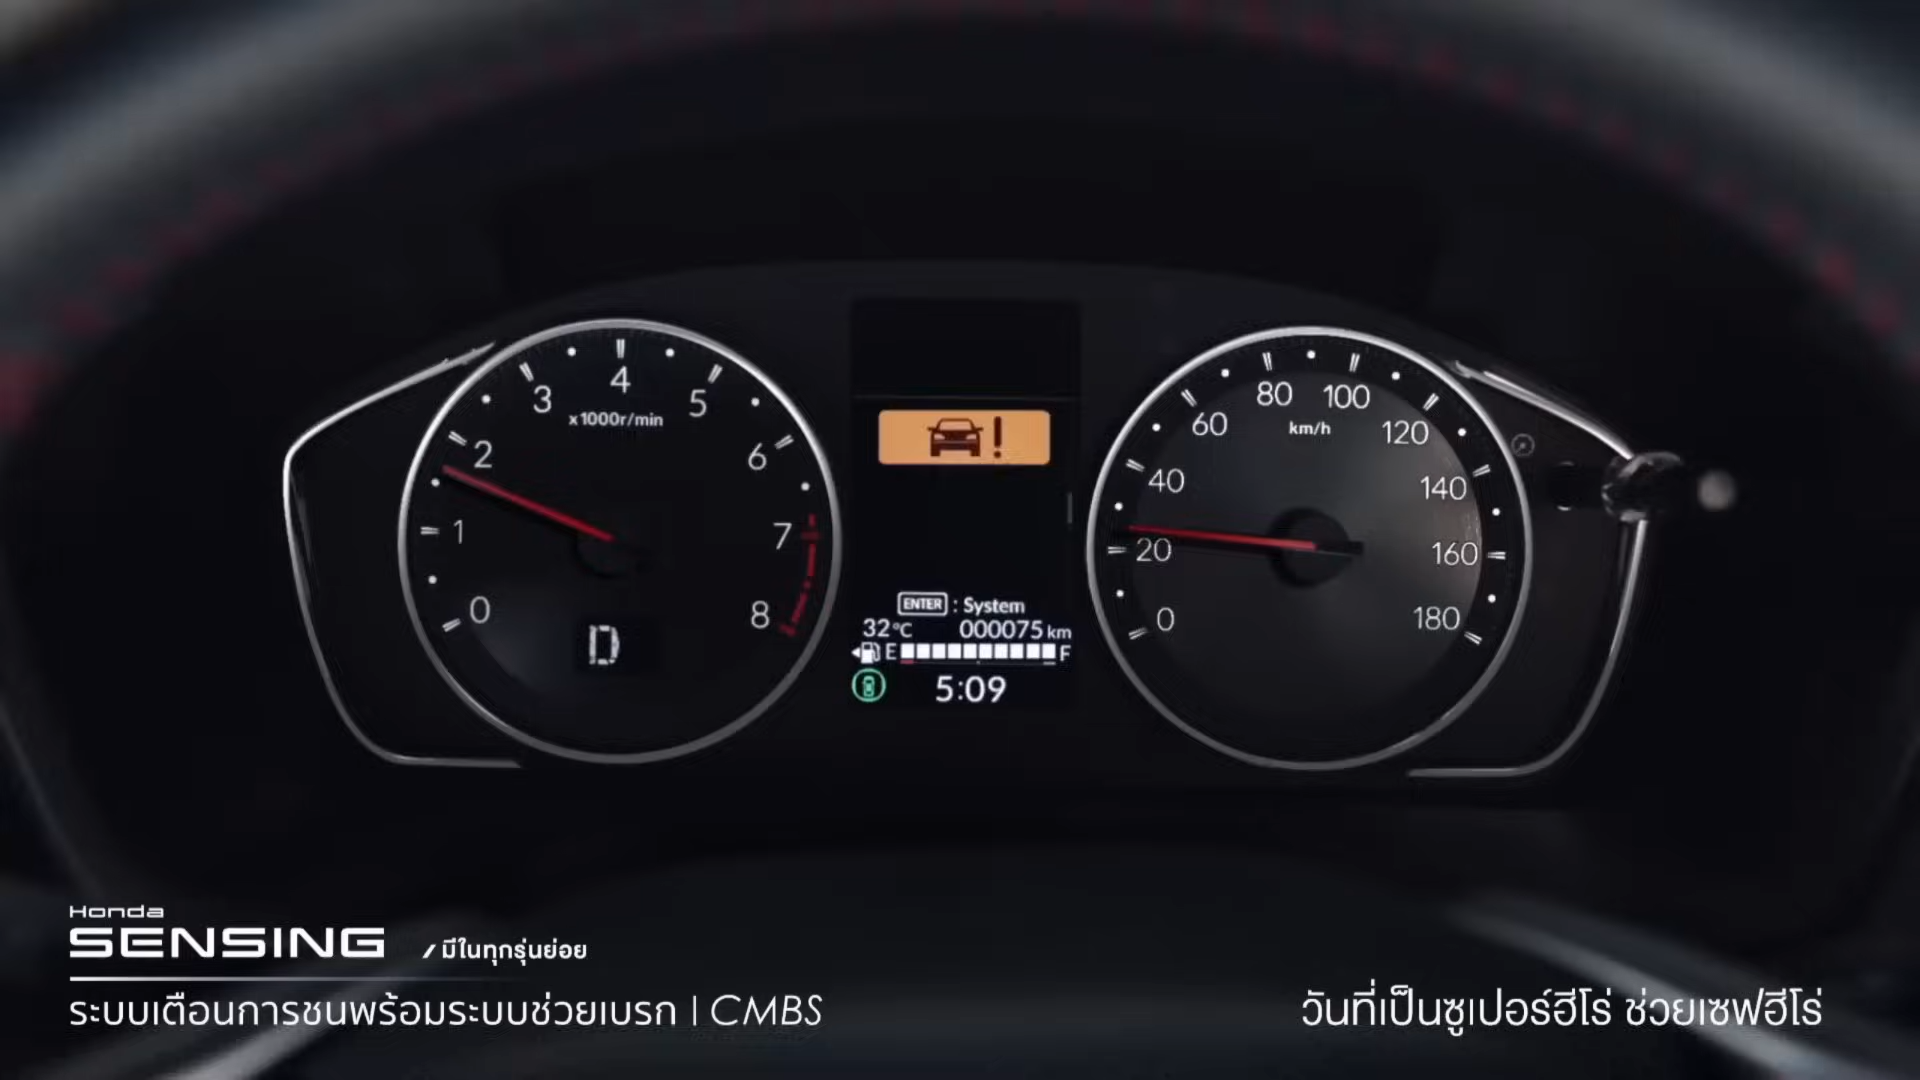 3 4 5
x1000r/min
2 6
1 7
0 8
D
ENTER : System
32°C 000075 km
E F
5:09
80 100
60 km/h 120
40 140
20 160
0 180
Honda
SENSING / มีในทุกรุ่นย่อย
ระบบเตือนการชนพร้อมระบบช่วยเบรก | CMBS
วันที่เป็นซูเปอร์ฮีโร่ ช่วยเซฟฮีโร่